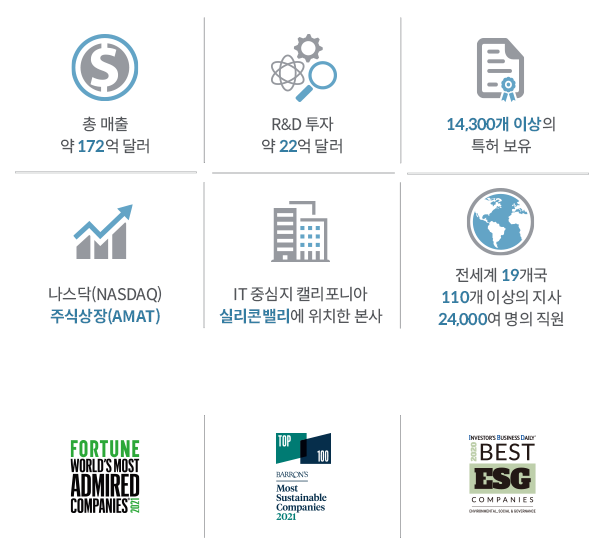 총 매출
약 172억 달러
R&D 투자
약 22억 달러
14,300개 이상의
특허 보유
나스닥(NASDAQ)
주식상장(AMAT)
IT 중심지 캘리포니아
실리콘밸리에 위치한 본사
전세계 19개국
110개 이상의 지사
24,000여 명의 직원
FORTUNE
WORLD'S MOST
ADMIRED
COMPANIES®
2021
TOP
100
BARRON'S
Most
Sustainable
Companies
2021
INVESTOR'S BUSINESS DAILY®
2020
BEST
ESG
COMPANIES
ENVIRONMENTAL, SOCIAL & GOVERNANCE